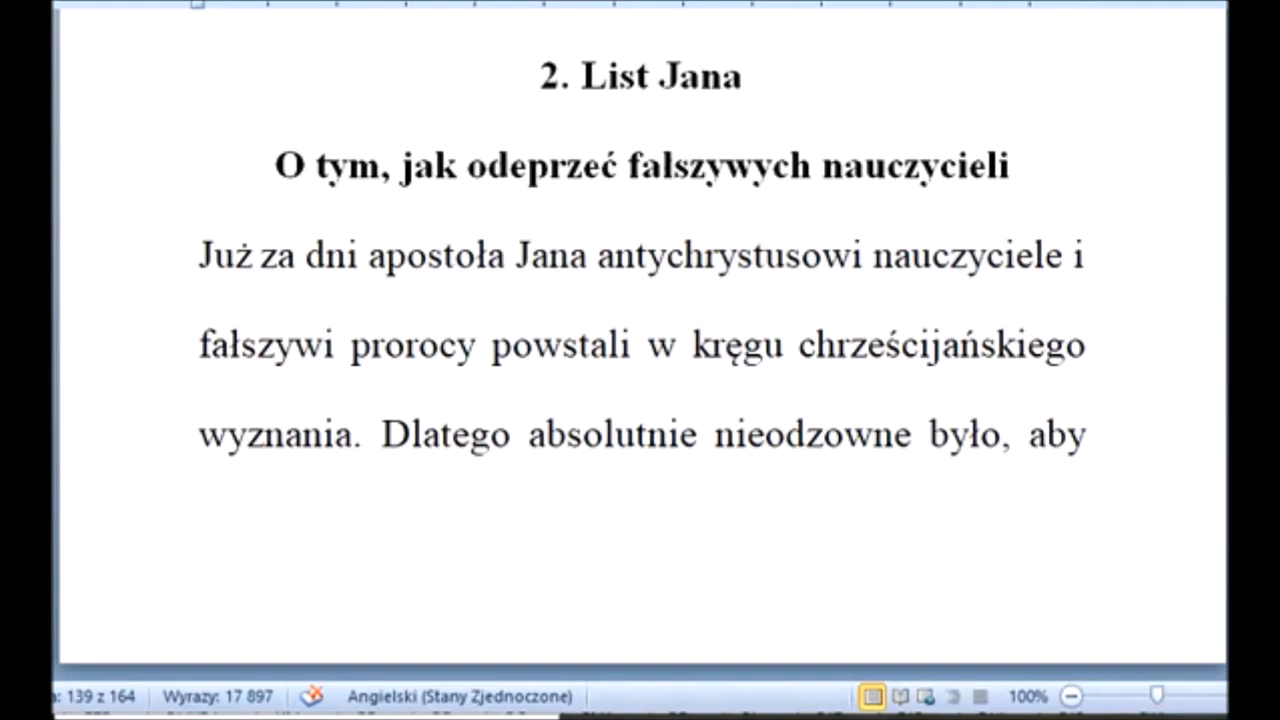 2. List Jana
O tym, jak odeprzeć fałszywych nauczycieli
Już za dni apostoła Jana antychrystusowi nauczyciele i
fałszywi prorocy powstali w kręgu chrześcijańskiego
wyznania. Dlatego absolutnie nieodzowne było, aby
: 139 z 164 Wyrazy: 17 897 Angielski (Stany Zjednoczone) 100%